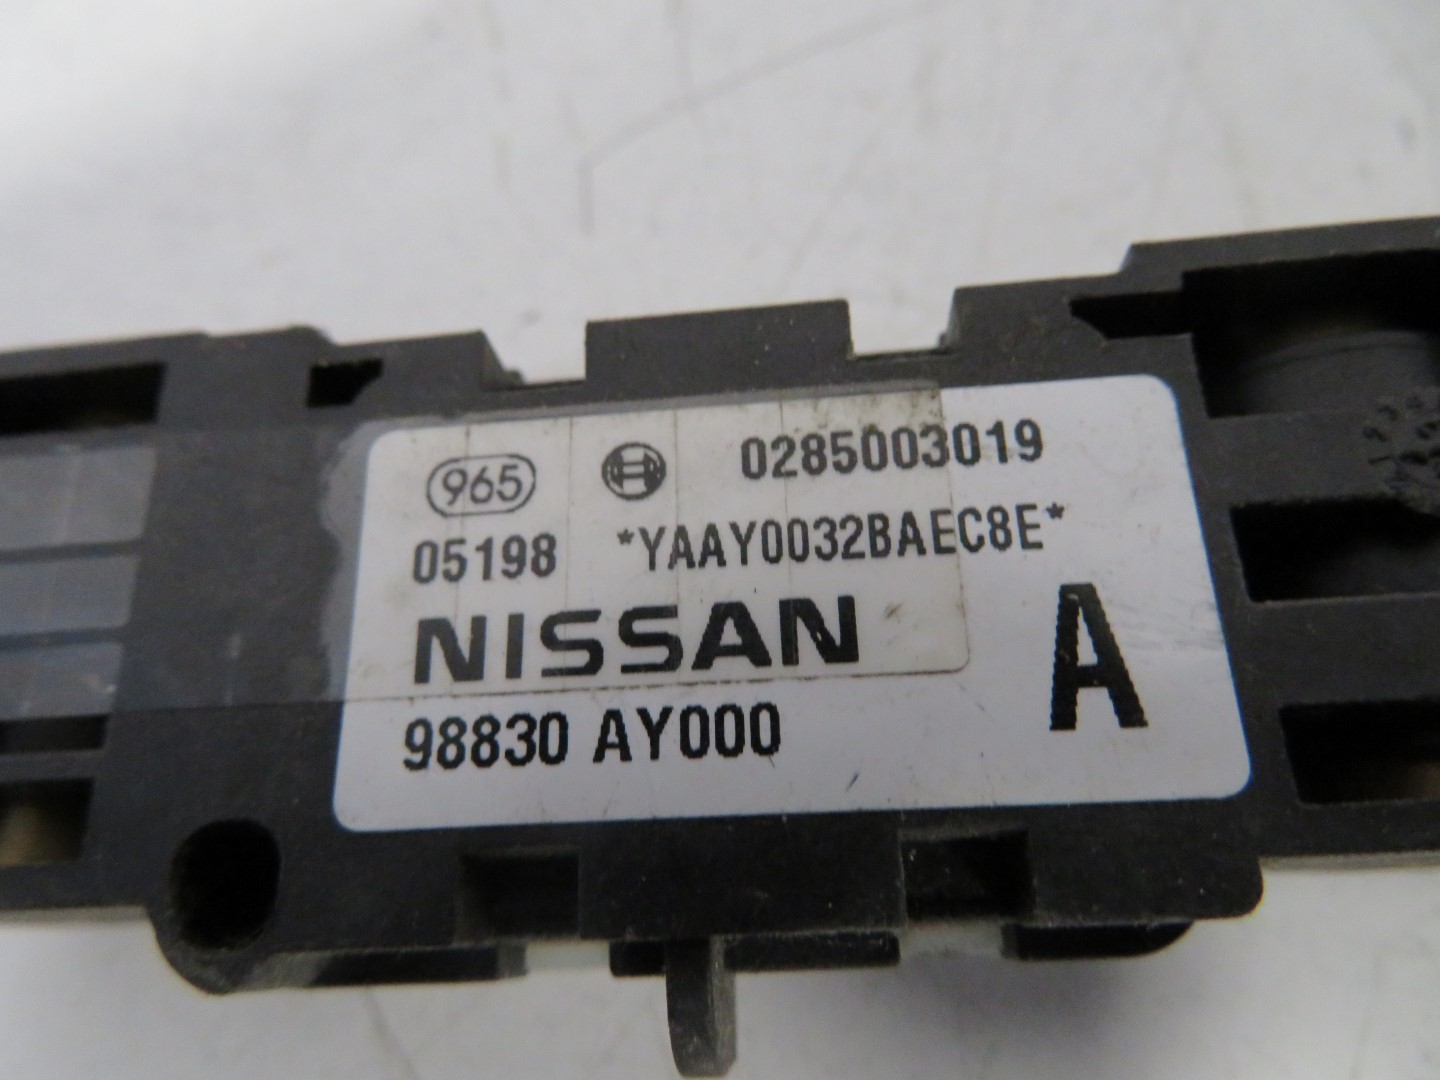 965 0285003019
05198 *YAAY0032BAEC8E*
NISSAN A
98830 AY000